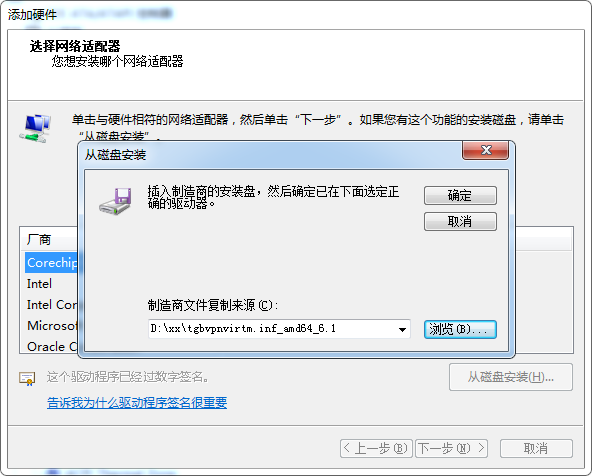 添加硬件
选择网络适配器
您想安装哪个网络适配器
单击与硬件相符的网络适配器，然后单击“下一步”。如果您有这个功能的安装磁盘，请单击
“从磁盘安装”。
从磁盘安装
插入制造商的安装盘，然后确定已在下面选定正
确的驱动器。
确定
取消
厂商
Corechip
Intel
Intel Cor
Microsof
Oracle C
制造商文件复制来源(C):
D:\xx\tgbvpnvirtm.inf_amd64_6.1
浏览(B)...
这个驱动程序已经过数字签名。
从磁盘安装(H)...
告诉我为什么驱动程序签名很重要
< 上一步(B)
下一步(N) >
取消